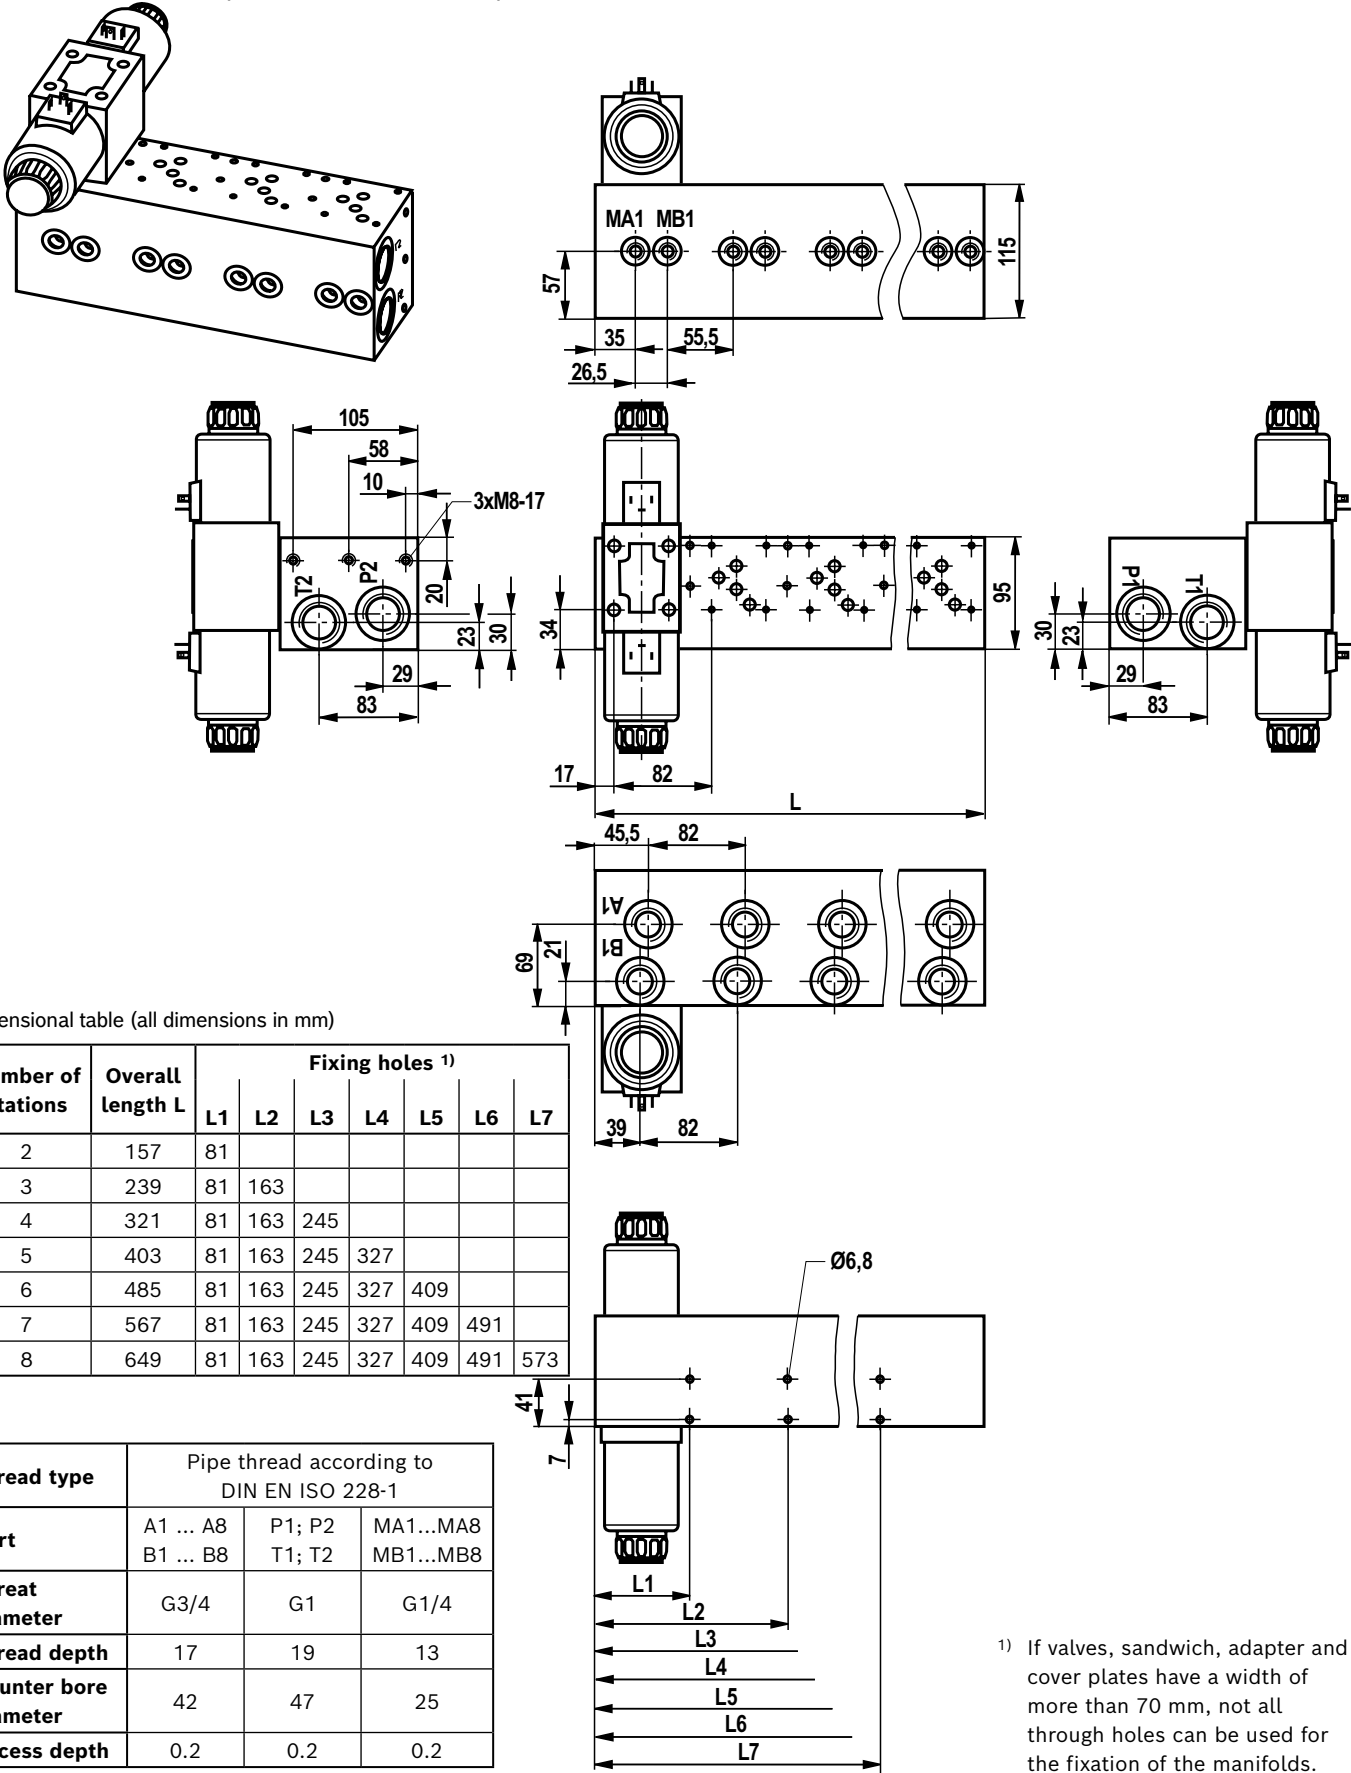 MA1 MB1
57
115
35
55,5
26,5
105
58
10
3xM8-17
T2
P2
20
23
30
29
83
34
95
17
82
L
P1
T1
30
23
29
83
45,5
82
A1
B1
69
21
39
82
ensional table (all dimensions in mm)
mber of
tations
Overall
length L
Fixing holes 1)
L1 L2 L3 L4 L5 L6 L7
2 157 81
3 239 81 163
4 321 81 163 245
5 403 81 163 245 327
6 485 81 163 245 327 409
7 567 81 163 245 327 409 491
8 649 81 163 245 327 409 491 573
Ø6,8
41
7
L1
L2
L3
L4
L5
L6
L7
read type
Pipe thread according to
DIN EN ISO 228-1
rt
A1 ... A8
B1 ... B8
P1; P2
T1; T2
MA1...MA8
MB1...MB8
reat
meter
G3/4 G1 G1/4
read depth 17 19 13
unter bore
meter
42 47 25
cess depth 0.2 0.2 0.2
1) If valves, sandwich, adapter and
cover plates have a width of
more than 70 mm, not all
through holes can be used for
the fixation of the manifolds.